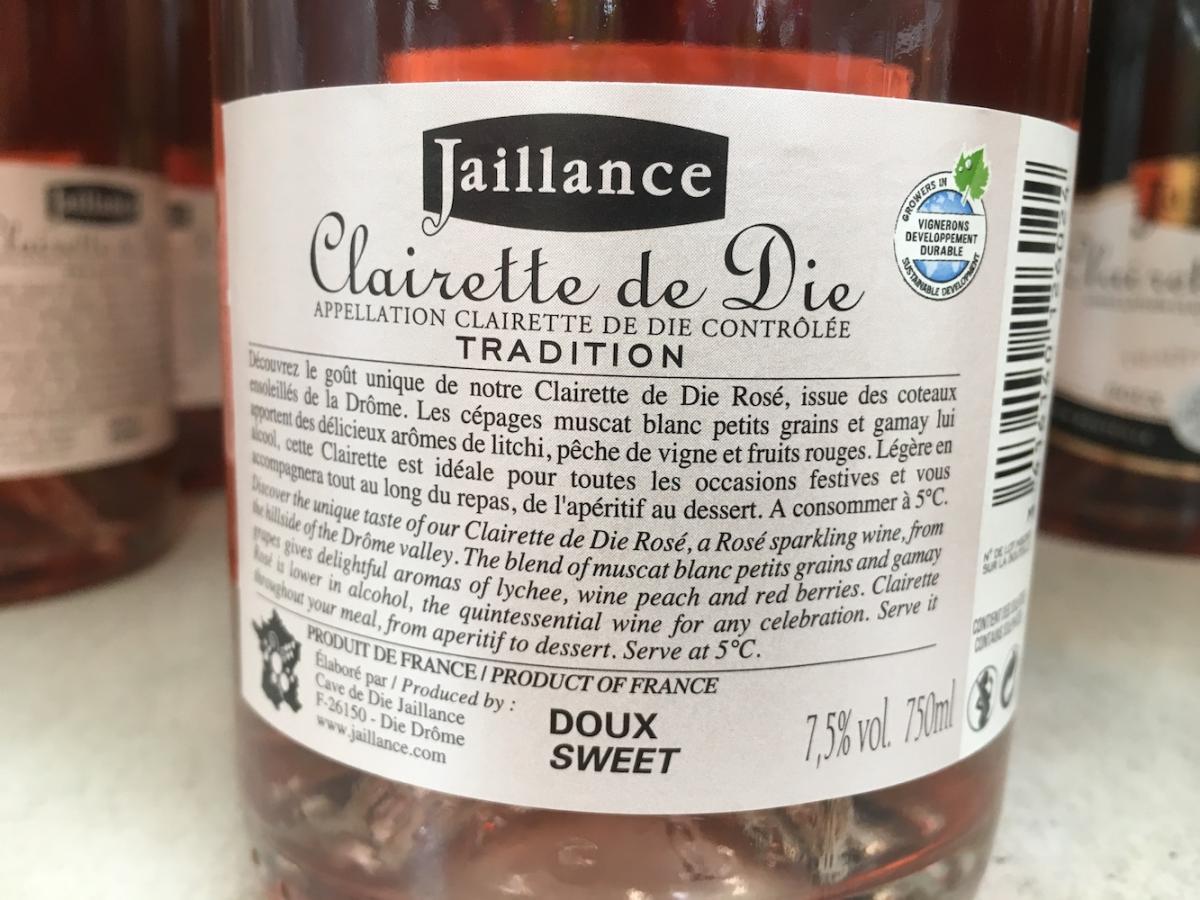 Jaillance
Clairette de Die
APPELLATION CLAIRETTE DE DIE CONTRÔLÉE
TRADITION
GROWERS IN
VIGNERONS
DEVELOPPEMENT
DURABLE
SUSTAINABLE DEVELOPMENT
Découvrez le goût unique de notre Clairette de Die Rosé, issue des coteaux
ensoleillés de la Drôme. Les cépages muscat blanc petits grains et gamay lui
apportent des délicieux arômes de litchi, pêche de vigne et fruits rouges. Légère en
alcool, cette Clairette est idéale pour toutes les occasions festives et vous
accompagnera tout au long du repas, de l'apéritif au dessert. A consommer à 5°C.
Discover the unique taste of our Clairette de Die Rosé, a Rosé sparkling wine, from
the hillside of the Drôme valley. The blend of muscat blanc petits grains and gamay
grapes gives delightful aromas of lychee, wine peach and red berries. Clairette
Rosé is lower in alcohol, the quintessential wine for any celebration. Serve it
throughout your meal, from aperitif to dessert. Serve at 5°C.
PRODUIT DE FRANCE / PRODUCT OF FRANCE
Élaboré par / Produced by :
Cave de Die Jaillance
F-26150 - Die Drôme
www.jaillance.com
DOUX
SWEET
7,5% vol. 750ml
N° DE LOT
SUR LA
CONTIENT DES
CONTAINS
Jaillance